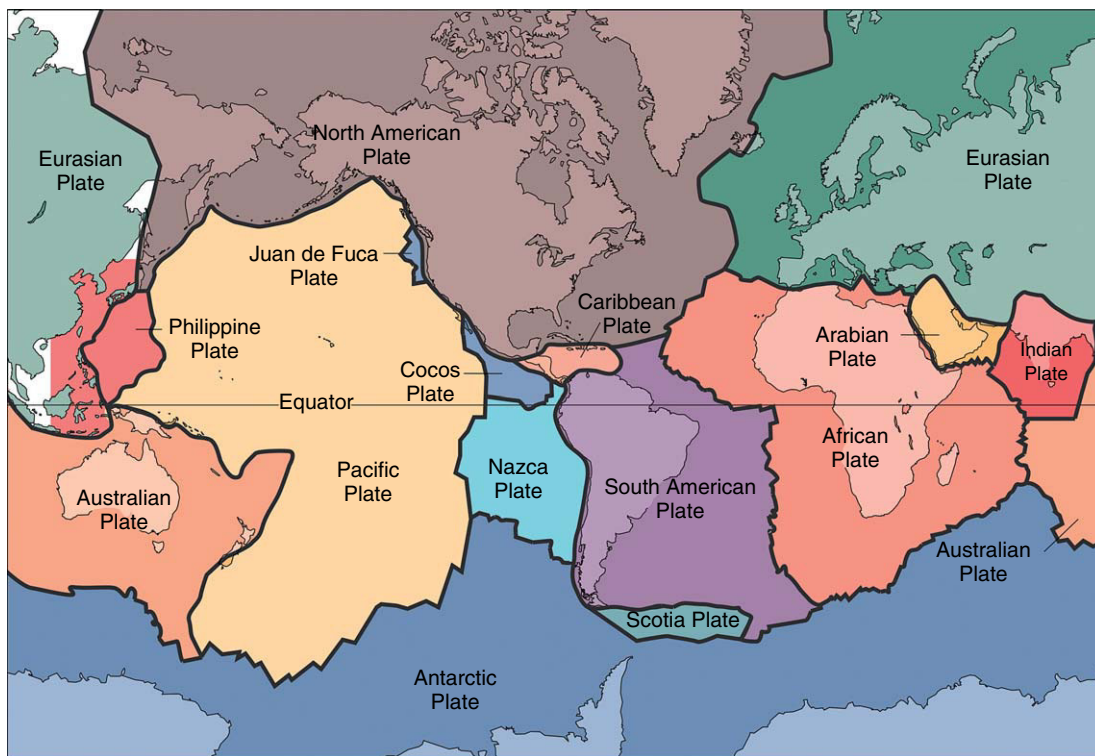 North American
Plate
Eurasian
Plate
Eurasian
Plate
Juan de Fuca
Plate
Caribbean
Plate
Philippine
Plate
Arabian
Plate
Indian
Plate
Cocos
Plate
Equator
African
Plate
Pacific
Plate
Nazca
Plate
South American
Plate
Australian
Plate
Australian
Plate
Scotia Plate
Antarctic
Plate